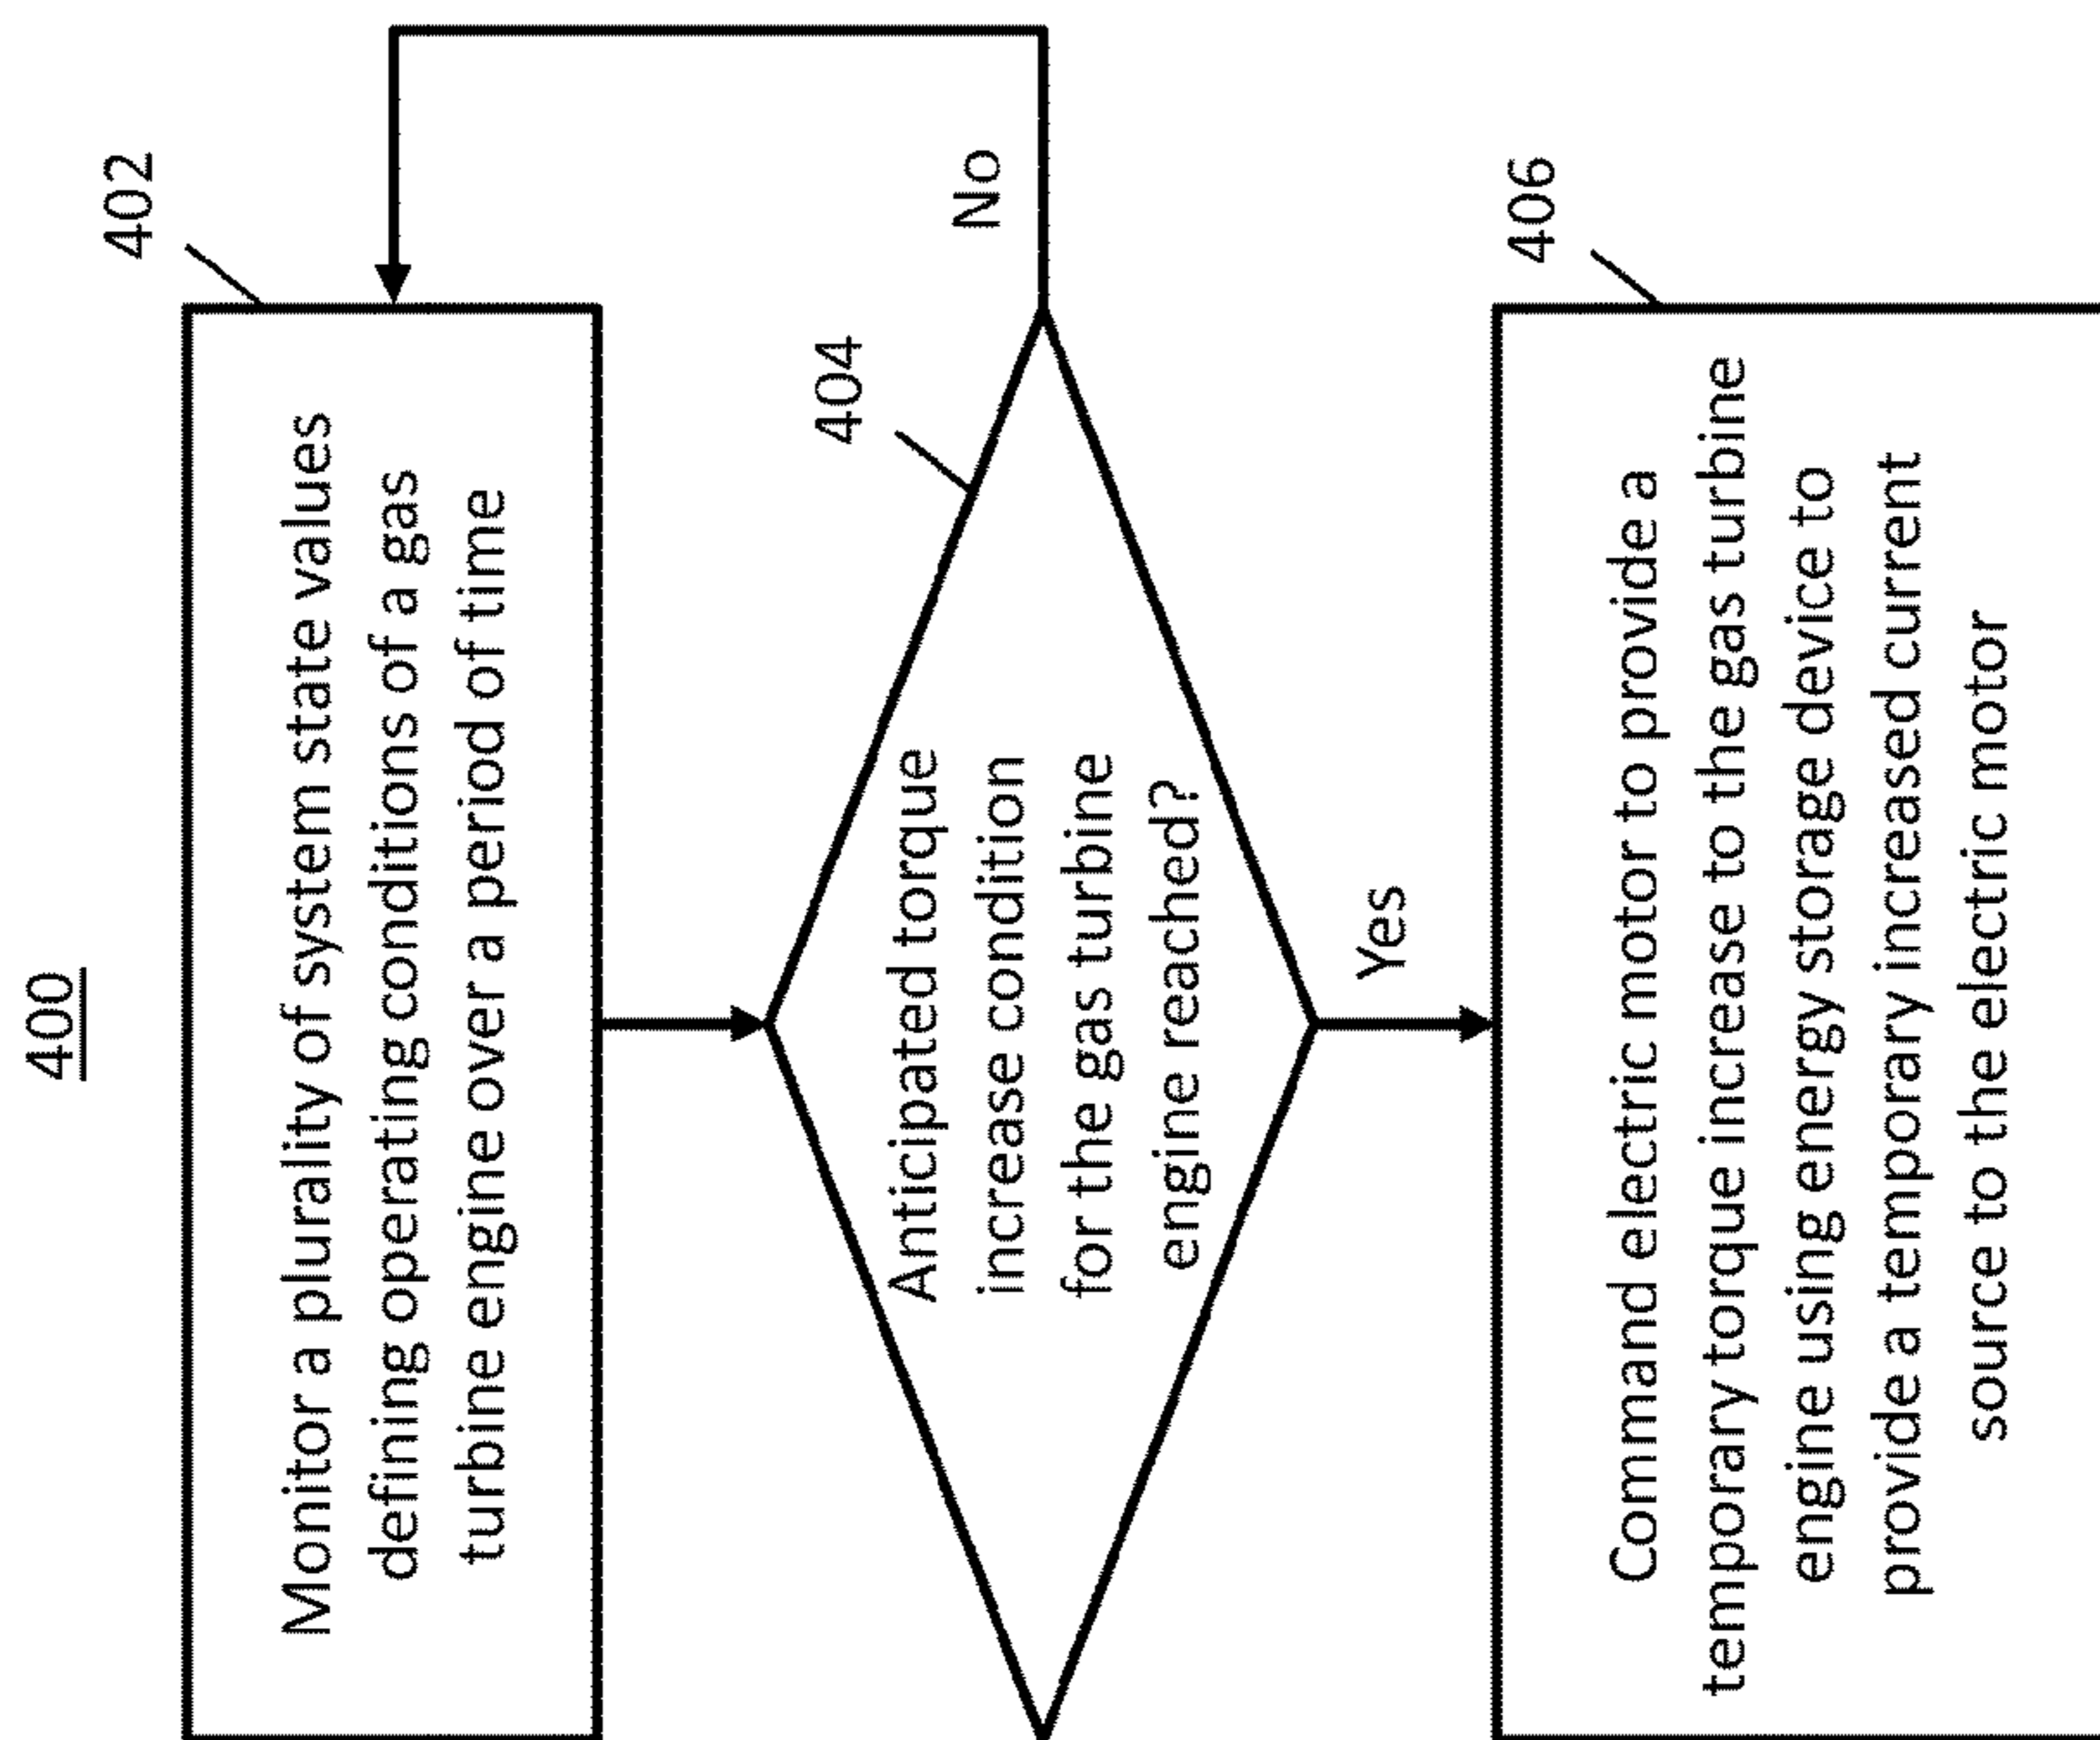 400
402
Monitor a plurality of system state values
defining operating conditions of a gas
turbine engine over a period of time
404
Anticipated torque
increase condition
for the gas turbine
engine reached?
No
Yes
406
Command electric motor to provide a
temporary torque increase to the gas turbine
engine using energy storage device to
provide a temporary increased current
source to the electric motor